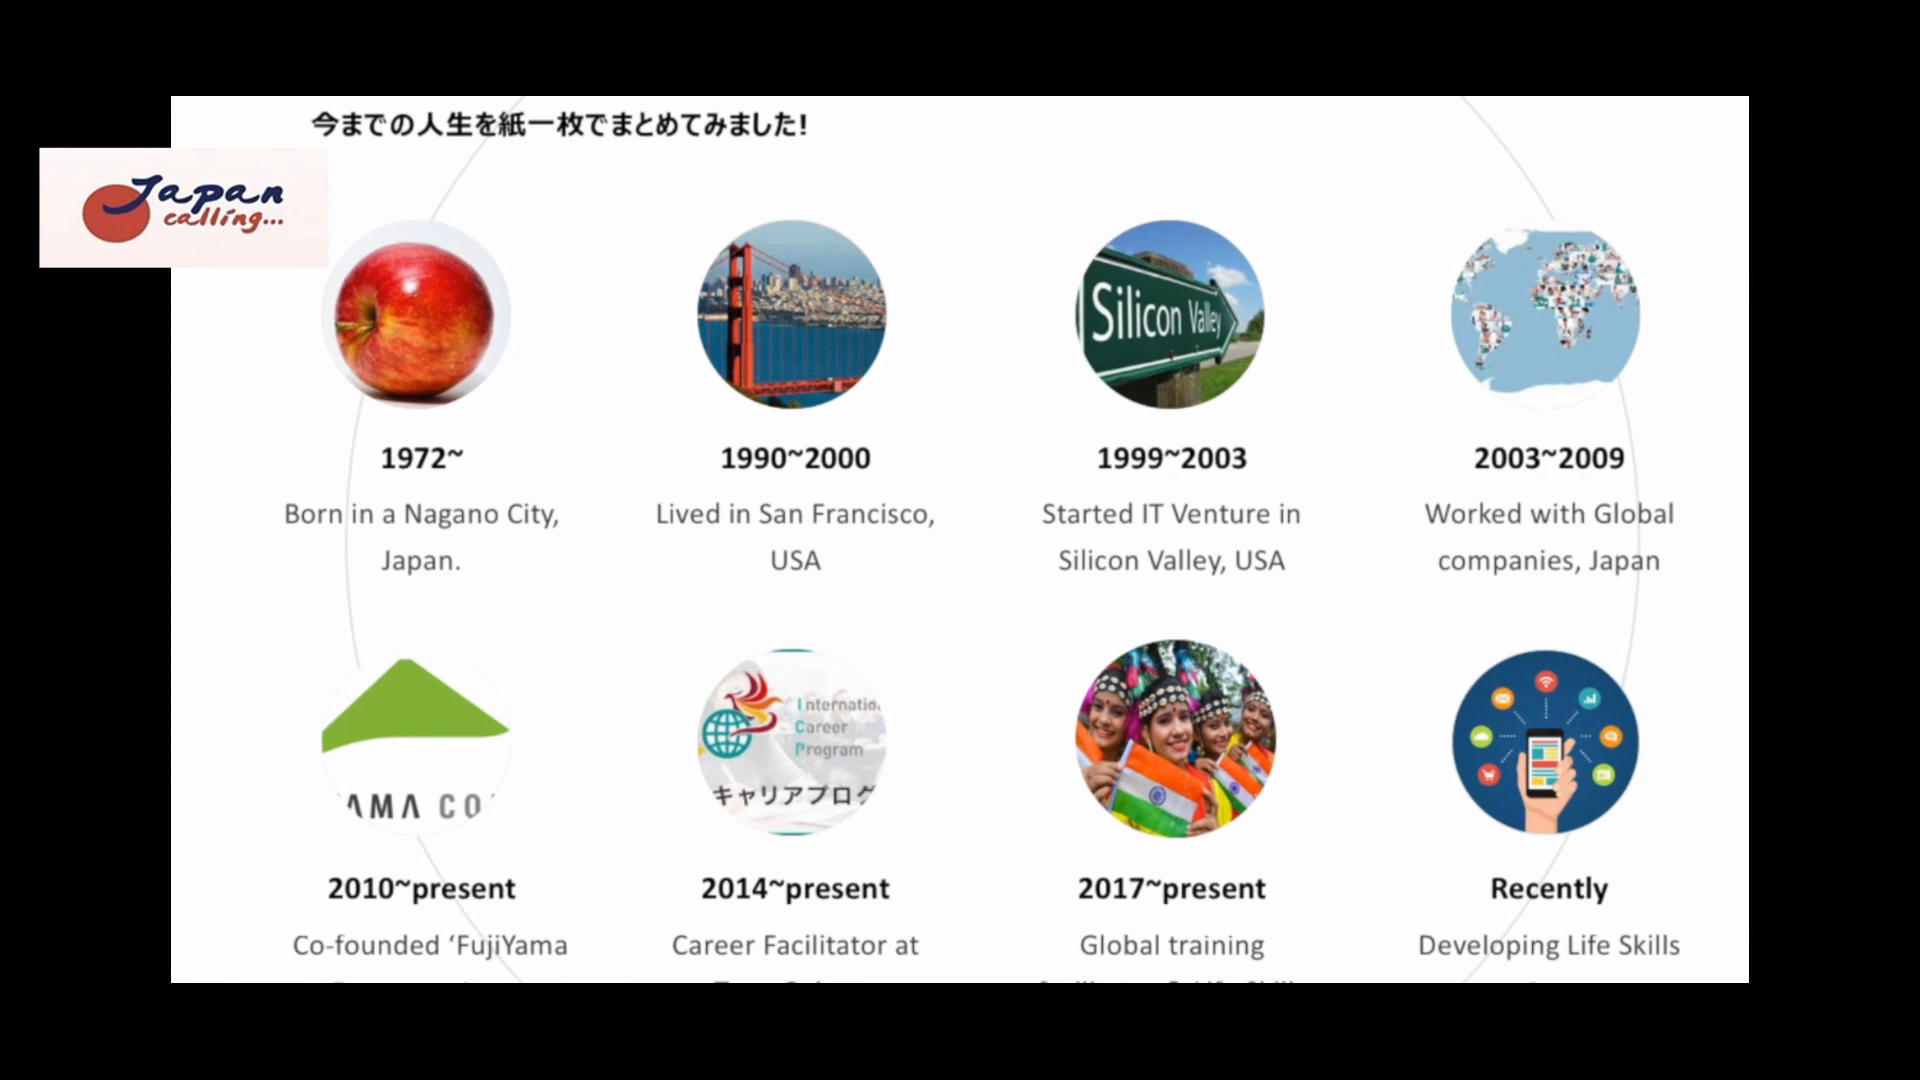 今までの人生を紙一枚でまとめてみました!
Japan
calling...
Silicon Valley
1972~
1990~2000
1999~2003
2003~2009
Born in a Nagano City,
Japan.
Lived in San Francisco,
USA
Started IT Venture in
Silicon Valley, USA
Worked with Global
companies, Japan
AMA CO
Internatio
Career
Program
キャリアプログ
2010~present
2014~present
2017~present
Recently
Co-founded ‘FujiYama
Career Facilitator at
Global training
Developing Life Skills